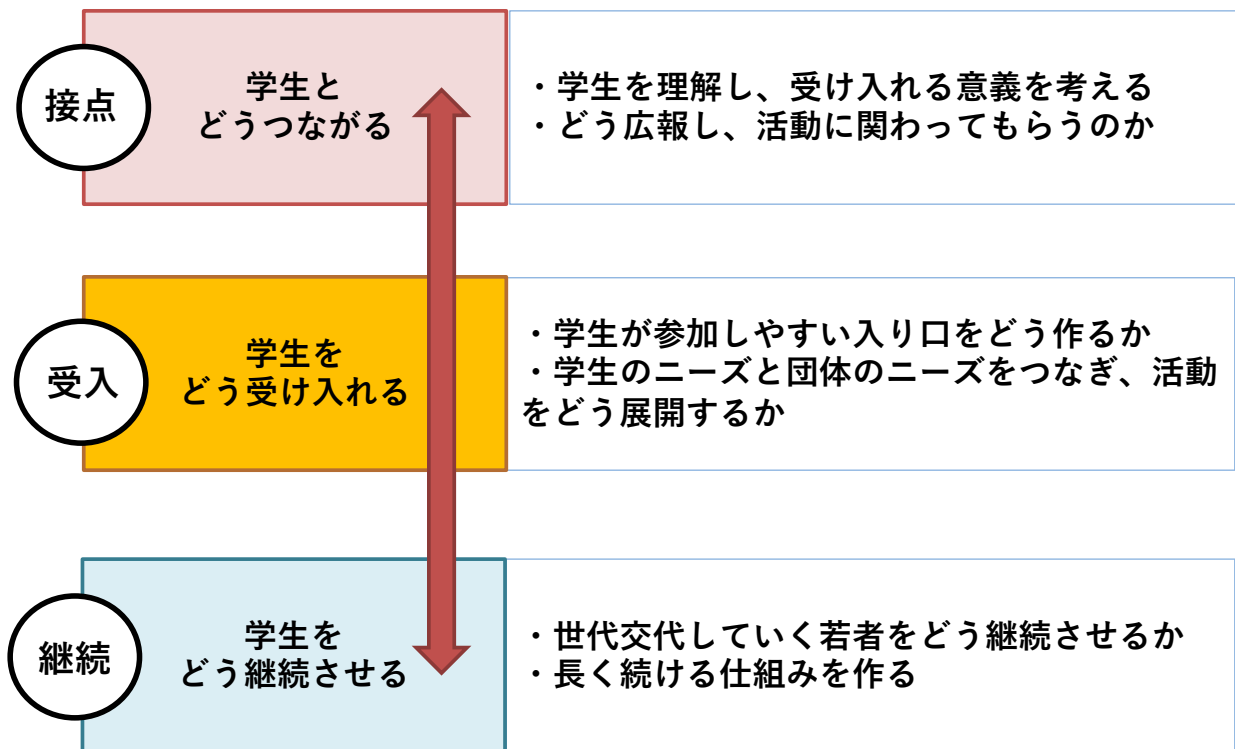 接点
学生と
どうつながる
・学生を理解し、受け入れる意義を考える
・どう広報し、活動に関わってもらうのか
受入
学生を
どう受け入れる
・学生が参加しやすい入り口をどう作るか
・学生のニーズと団体のニーズをつなぎ、活動
をどう展開するか
継続
学生を
どう継続させる
・世代交代していく若者をどう継続させるか
・長く続ける仕組みを作る